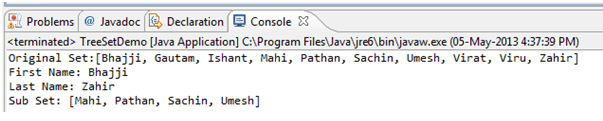 Problems @ Javadoc Declaration Console
<terminated> TreeSetDemo [Java Application] C:\Program Files\Java\jre6\bin\javaw.exe (05-May-2013 4:37:39 PM)
Original Set:[Bhajji, Gautam, Ishant, Mahi, Pathan, Sachin, Umesh, Virat, Viru, Zahir]
First Name: Bhajji
Last Name: Zahir
Sub Set: [Mahi, Pathan, Sachin, Umesh]